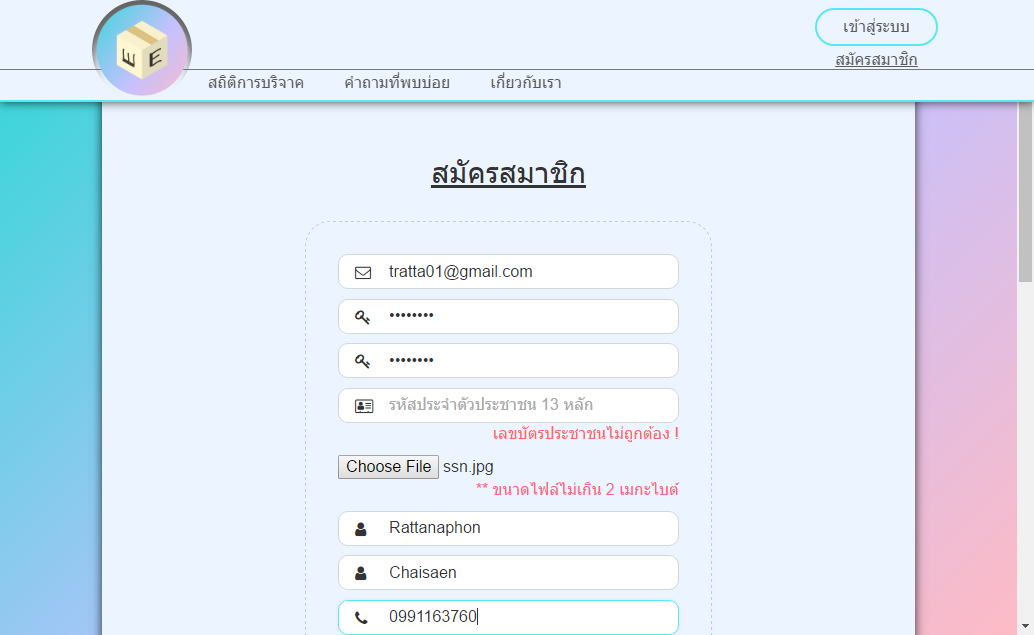 W E
เข้าสู่ระบบ
สมัครสมาชิก
สถิติการบริจาค คำถามที่พบบ่อย เกี่ยวกับเรา
สมัครสมาชิก
tratta01@gmail.com
••••••••
••••••••
รหัสประจำตัวประชาชน 13 หลัก
เลขบัตรประชาชนไม่ถูกต้อง !
Choose File ssn.jpg
** ขนาดไฟล์ไม่เกิน 2 เมกะไบต์
Rattanaphon
Chaisaen
0991163760